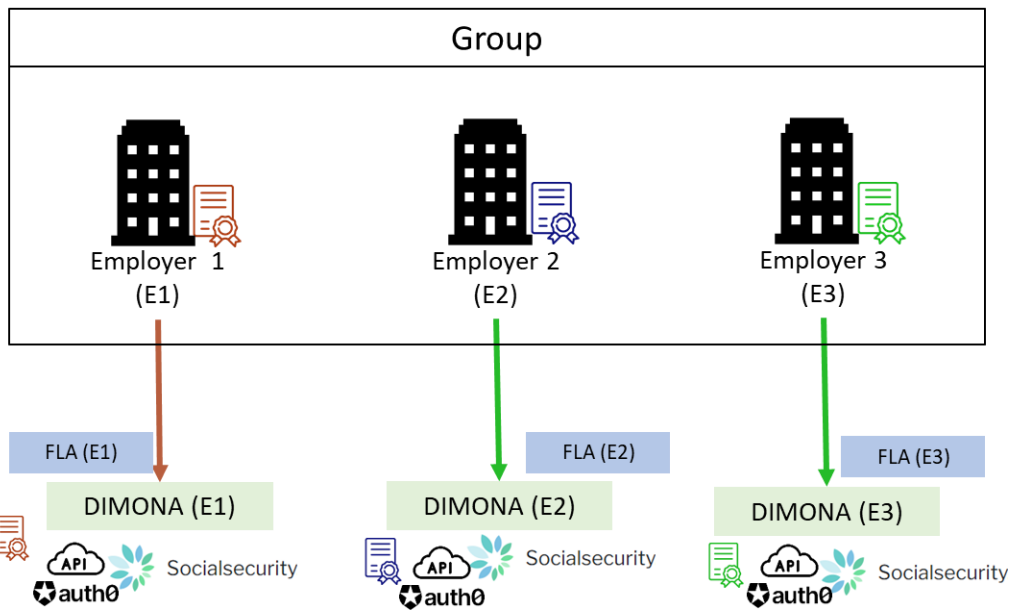 Group
Employer 1
(E1)
Employer 2
(E2)
Employer 3
(E3)
FLA (E1)
FLA (E2)
FLA (E3)
DIMONA (E1)
DIMONA (E2)
DIMONA (E3)
API
Socialsecurity
auth0
API
Socialsecurity
auth0
API
Socialsecurity
auth0